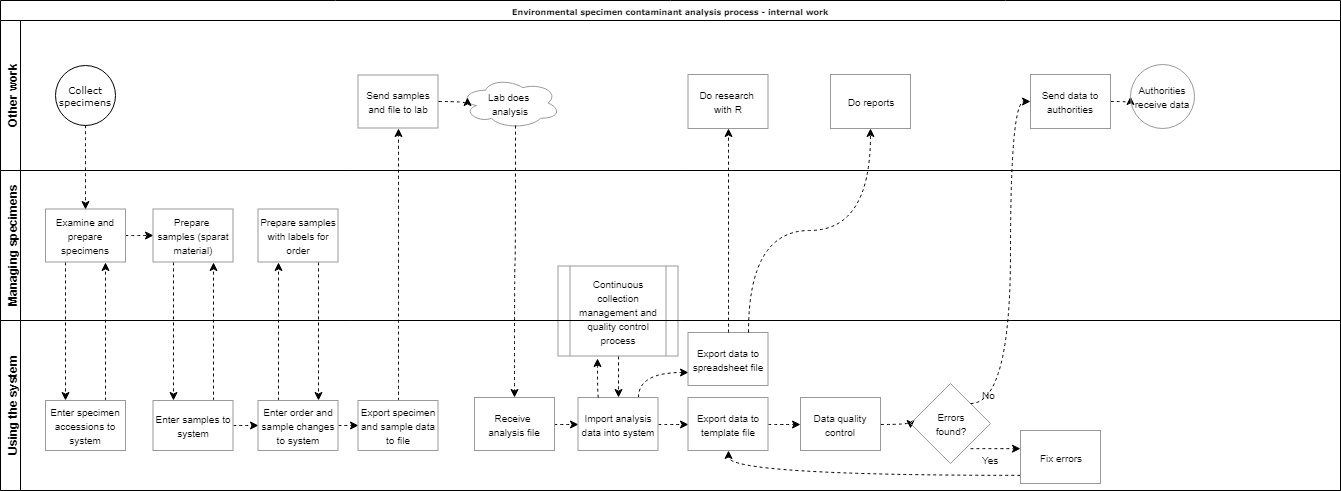 Environmental specimen contaminant analysis process - internal work
Other work
Collect
specimens
Send samples
and file to lab
Lab does
analysis
Do research
with R
Do reports
Send data to
authorities
Authorities
receive data
Managing specimens
Examine and
prepare
specimens
Prepare
samples (sparat
material)
Prepare samples
with labels for
order
Continuous
collection
management and
quality control
process
Using the system
Enter specimen
accessions to
system
Enter samples to
system
Enter order and
sample changes
to system
Export specimen
and sample data
to file
Receive
analysis file
Import analysis
data into system
Export data to
spreadsheet file
Export data to
template file
Data quality
control
Errors
found?
No
Yes
Fix errors